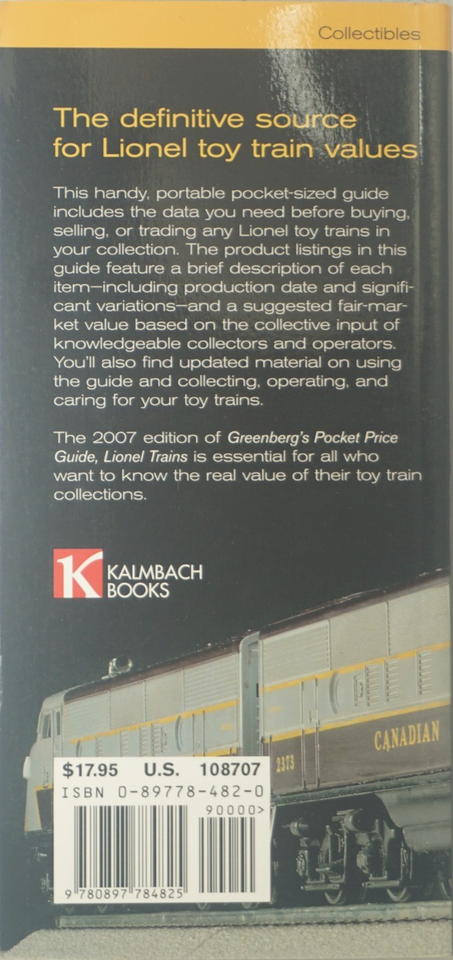 Collectibles
The definitive source
for Lionel toy train values
This handy, portable pocket-sized guide
includes the data you need before buying,
selling, or trading any Lionel toy trains in
your collection. The product listings in this
guide feature a brief description of each
item—including production date and signifi-
cant variations—and a suggested fair-mar-
ket value based on the collective input of
knowledgeable collectors and operators.
You'll also find updated material on using
the guide and collecting, operating, and
caring for your toy trains.
The 2007 edition of Greenberg's Pocket Price
Guide, Lionel Trains is essential for all who
want to know the real value of their toy train
collections.
K KALMBACH
BOOKS
CANADIAN
2373
$17.95 U.S. 108707
ISBN 0-89778-482-0
90000>
9 780897 784825